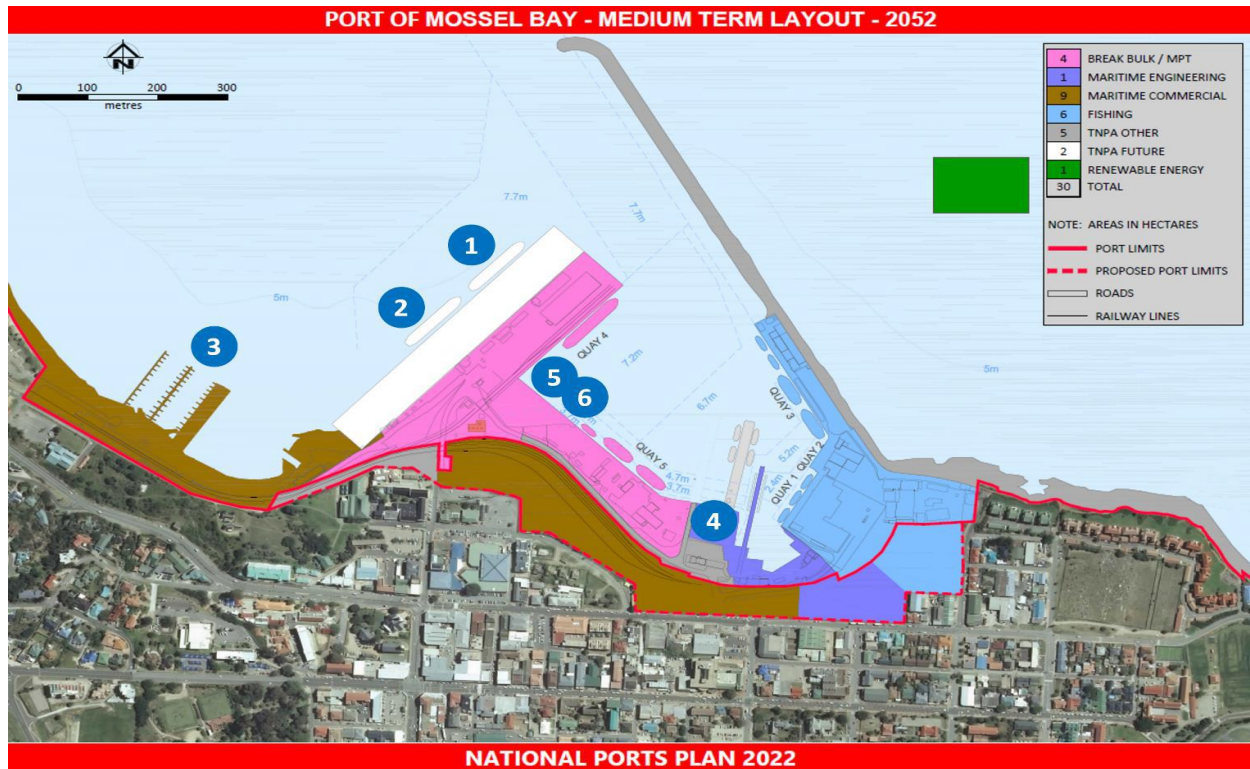 PORT OF MOSSEL BAY - MEDIUM TERM LAYOUT - 2052
N
0 100 200 300
metres
4 BREAK BULK / MPT
1 MARITIME ENGINEERING
9 MARITIME COMMERCIAL
6 FISHING
5 TNPA OTHER
2 TNPA FUTURE
1 RENEWABLE ENERGY
30 TOTAL
NOTE: AREAS IN HECTARES
PORT LIMITS
PROPOSED PORT LIMITS
ROADS
RAILWAY LINES
7.7m
7.7m
1
5m
2
3
QUAY 4
7.2m
5m
5
6
6.7m
QUAY 3
QUAY 5
5.2m
QUAY 2
4.7m
3.7m
2.4m
QUAY 1
4
NATIONAL PORTS PLAN 2022